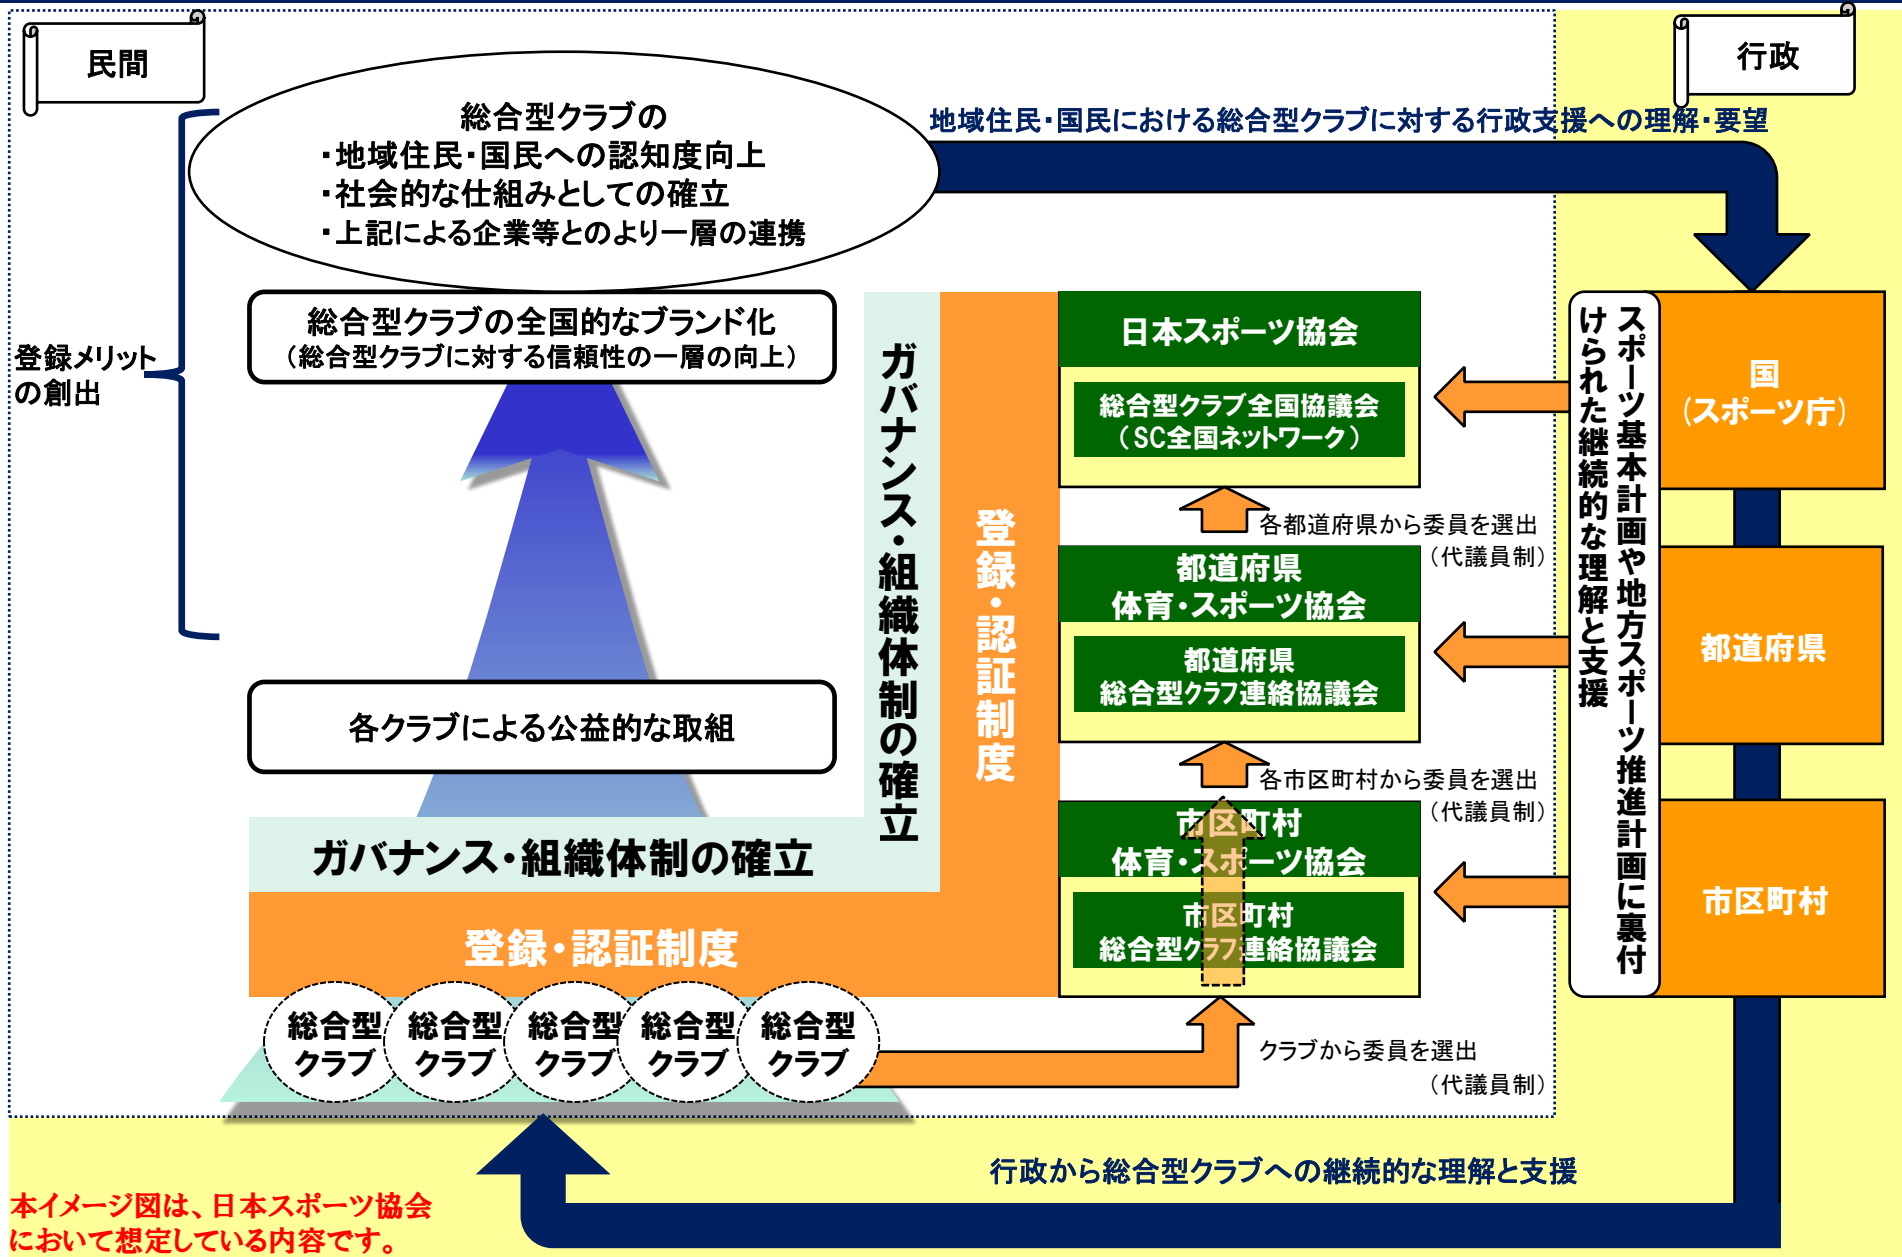 民間
行政
総合型クラブの
・地域住民・国民への認知度向上
・社会的な仕組みとしての確立
・上記による企業等とのより一層の連携
地域住民・国民における総合型クラブに対する行政支援への理解・要望
総合型クラブの全国的なブランド化
（総合型クラブに対する信頼性の一層の向上）
登録メリット
の創出
各クラブによる公益的な取組
ガバナンス・組織体制の確立
登録・認証制度
ガバナンス・組織体制の確立
登録・認証制度
日本スポーツ協会
総合型クラブ全国協議会
（SC全国ネットワーク）
各都道府県から委員を選出
（代議員制）
都道府県
体育・スポーツ協会
都道府県
総合型クラフ連絡協議会
各市区町村から委員を選出
（代議員制）
市区町村
体育・スポーツ協会
市区町村
総合型クラフ連絡協議会
クラブから委員を選出
（代議員制）
スポーツ基本計画や地方スポーツ推進計画に裏付
けられた継続的な理解と支援
国
（スポーツ庁）
都道府県
市区町村
総合型
クラブ
総合型
クラブ
総合型
クラブ
総合型
クラブ
総合型
クラブ
行政から総合型クラブへの継続的な理解と支援
本イメージ図は、日本スポーツ協会
において想定している内容です。